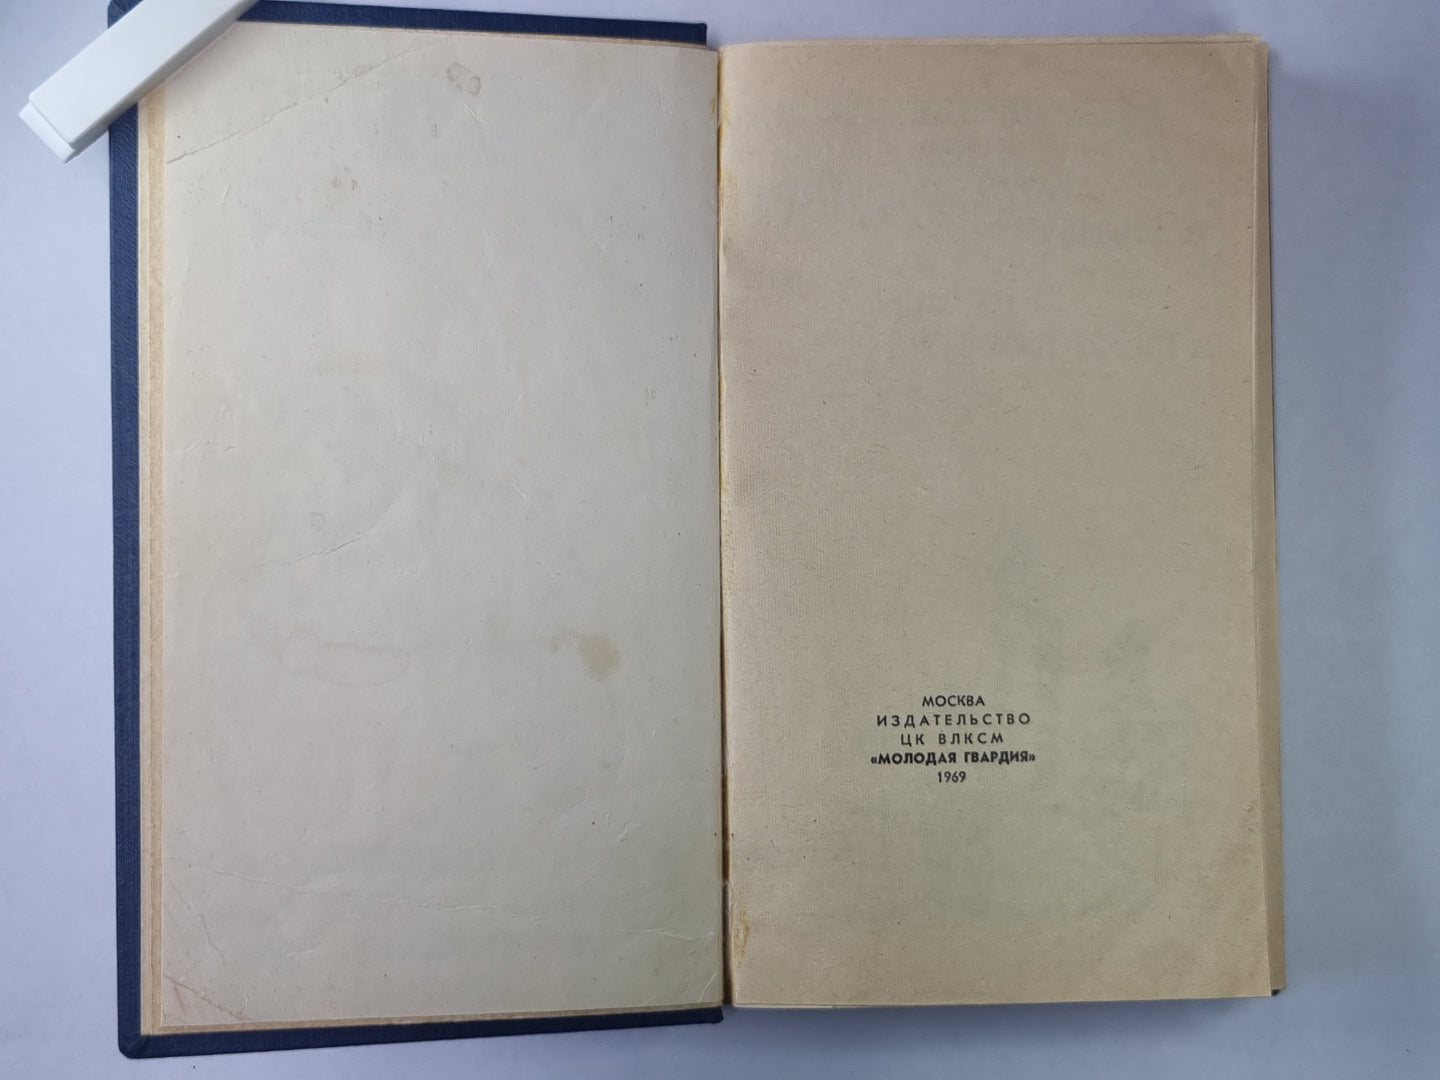 МОСКВА
ИЗДАТЕЛЬСТВО
ЦК ВЛКСМ
«МОЛОДАЯ ГВАРДИЯ»
1969